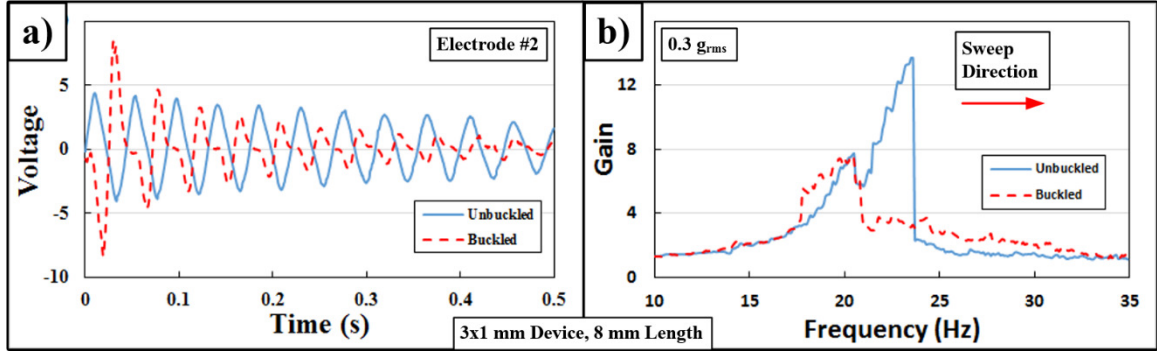 a)
Electrode #2
Voltage
5
0
-5
-10
Unbuckled
Buckled
0
0.1
0.2
0.3
0.4
0.5
Time (s)
b)
0.3 grms
Sweep
Direction
Gain
12
8
4
0
Unbuckled
Buckled
10
15
20
25
30
35
Frequency (Hz)
3x1 mm Device, 8 mm Length